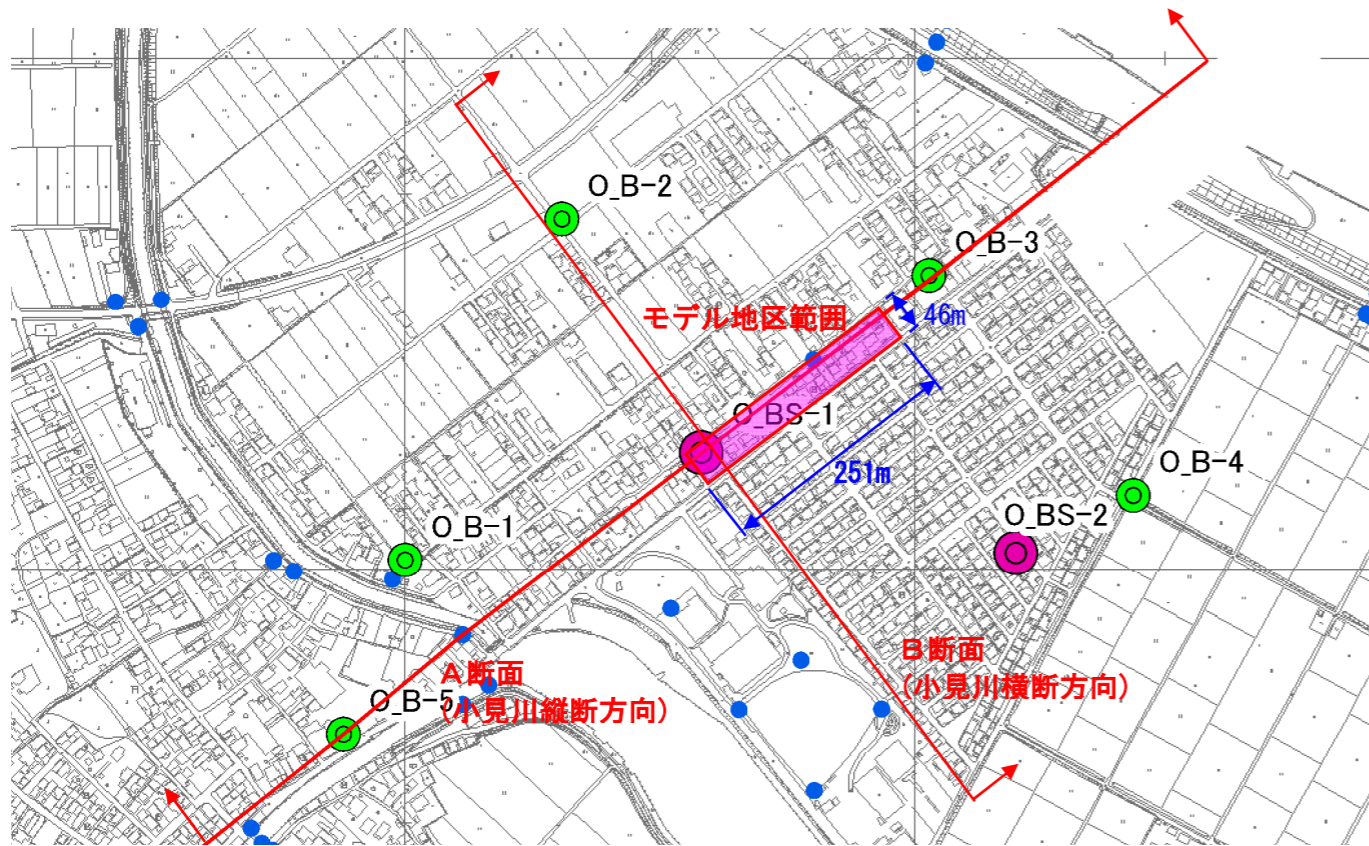 O_B-2
O_B-3
モデル地区範囲
46m
O_BS-1
251m
O_B-4
O_BS-2
O_B-1
B断面
(小見川横断方向)
A断面
(小見川縦断方向)
O_B-5